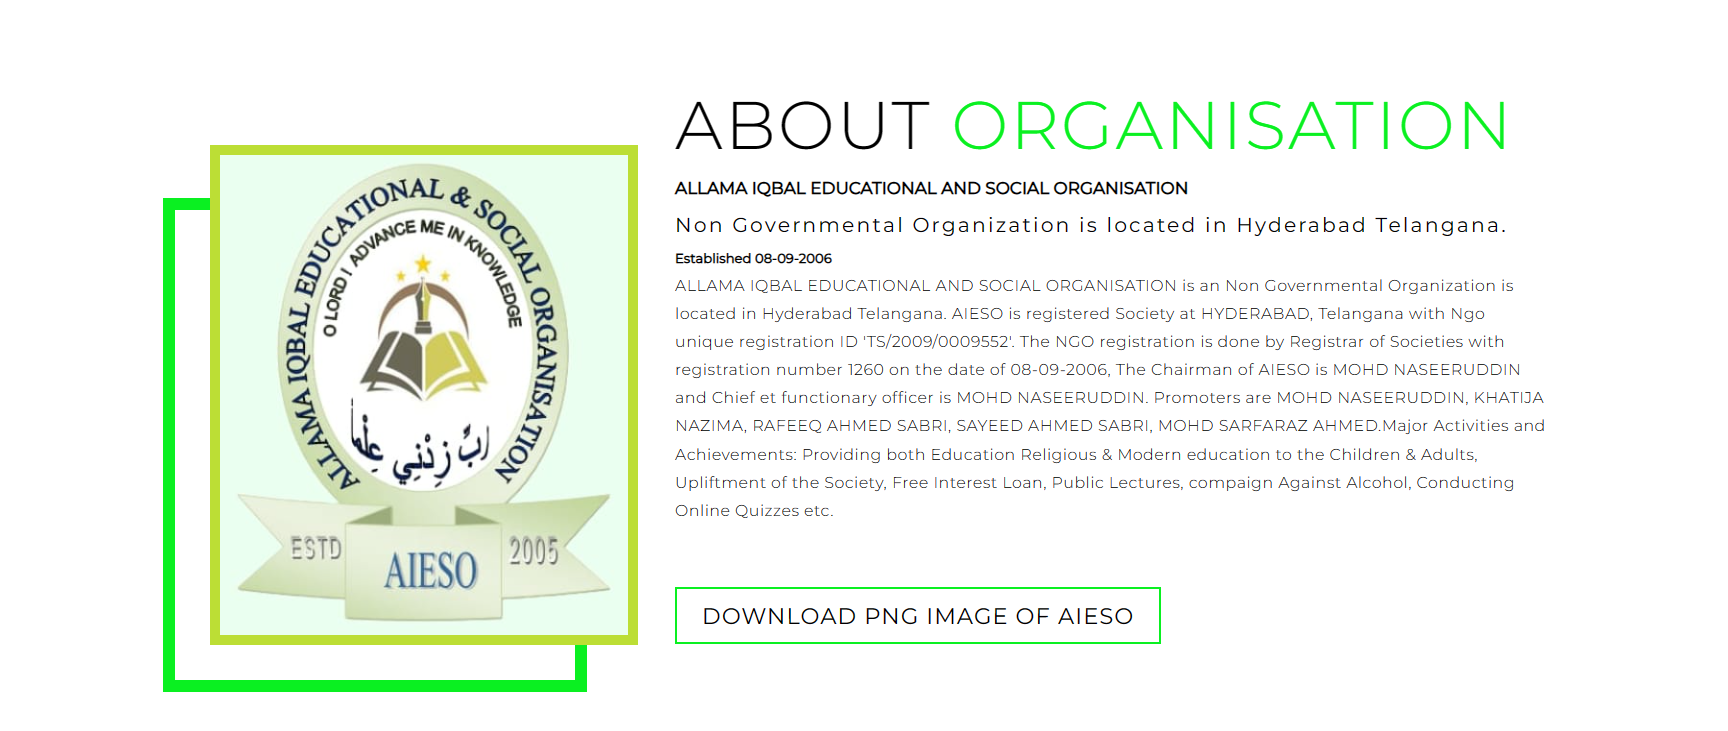 ABOUT ORGANISATION
ALLAMA IQBAL EDUCATIONAL & SOCIAL ORGANISATION
O LORD ! ADVANCE ME IN KNOWLEDGE
رَبِّ زِدْنِي عِلْمًا
ESTD AIESO 2005
ALLAMA IQBAL EDUCATIONAL AND SOCIAL ORGANISATION
Non Governmental Organization is located in Hyderabad Telangana.
Established 08-09-2006
ALLAMA IQBAL EDUCATIONAL AND SOCIAL ORGANISATION is an Non Governmental Organization is
located in Hyderabad Telangana. AIESO is registered Society at HYDERABAD, Telangana with Ngo
unique registration ID 'TS/2009/0009552'. The NGO registration is done by Registrar of Societies with
registration number 1260 on the date of 08-09-2006, The Chairman of AIESO is MOHD NASEERUDDIN
and Chief et functionary officer is MOHD NASEERUDDIN. Promoters are MOHD NASEERUDDIN, KHATIJA
NAZIMA, RAFEEQ AHMED SABRI, SAYEED AHMED SABRI, MOHD SARFARAZ AHMED.Major Activities and
Achievements: Providing both Education Religious & Modern education to the Children & Adults,
Upliftment of the Society, Free Interest Loan, Public Lectures, compaign Against Alcohol, Conducting
Online Quizzes etc.
DOWNLOAD PNG IMAGE OF AIESO